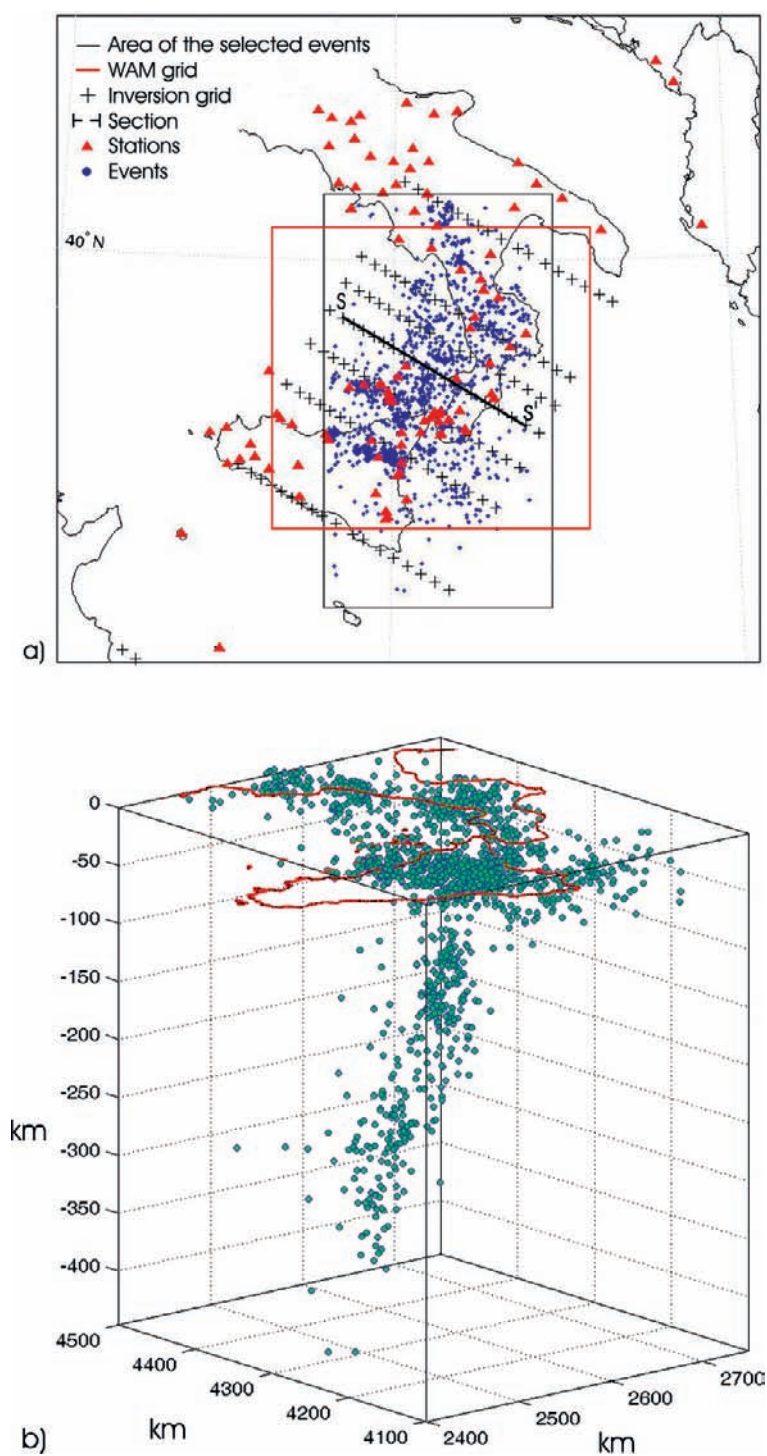 Area of the selected events
WAM grid
Inversion grid
Section
Stations
Events
40° N
S
S'
a)
0
-50
-100
-150
-200
-250
-300
-350
-400
km
4500
4400
4300
4200
4100
km
2400
2500
2600
2700
km
b)